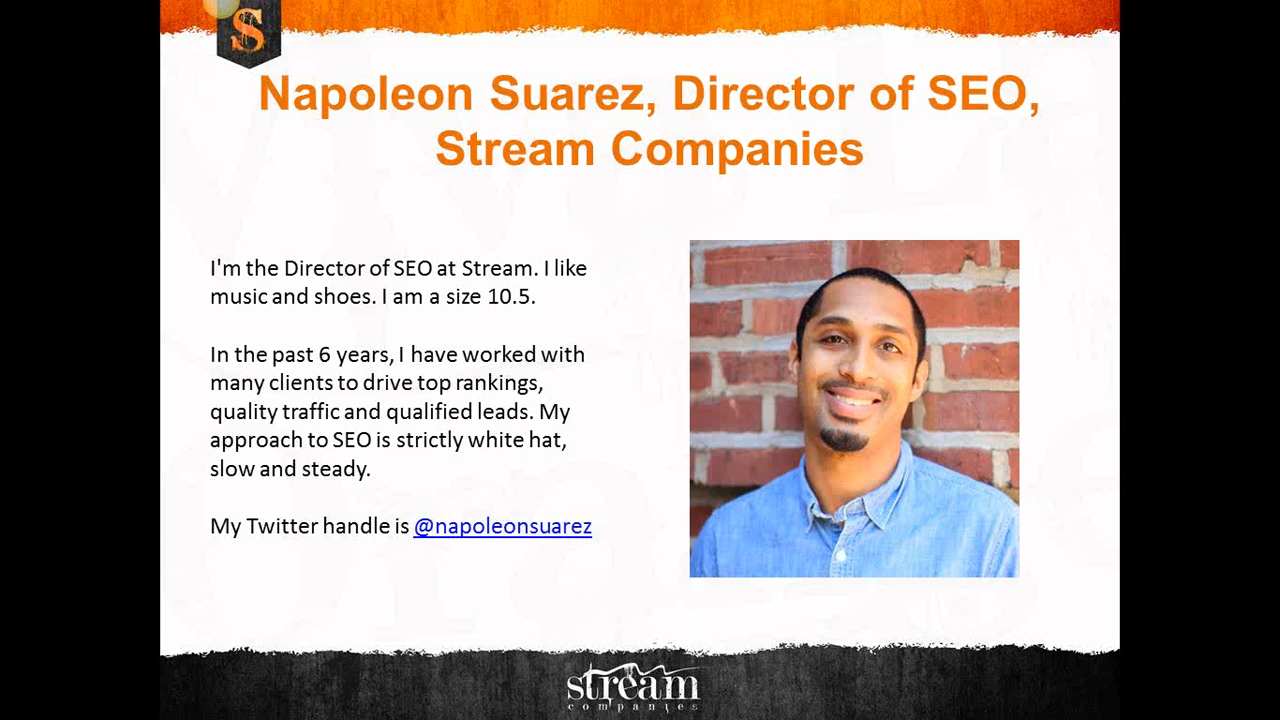 S
Napoleon Suarez, Director of SEO,
Stream Companies
I'm the Director of SEO at Stream. I like
music and shoes. I am a size 10.5.
In the past 6 years, I have worked with
many clients to drive top rankings,
quality traffic and qualified leads. My
approach to SEO is strictly white hat,
slow and steady.
My Twitter handle is @napoleonsuarez
stream
companies